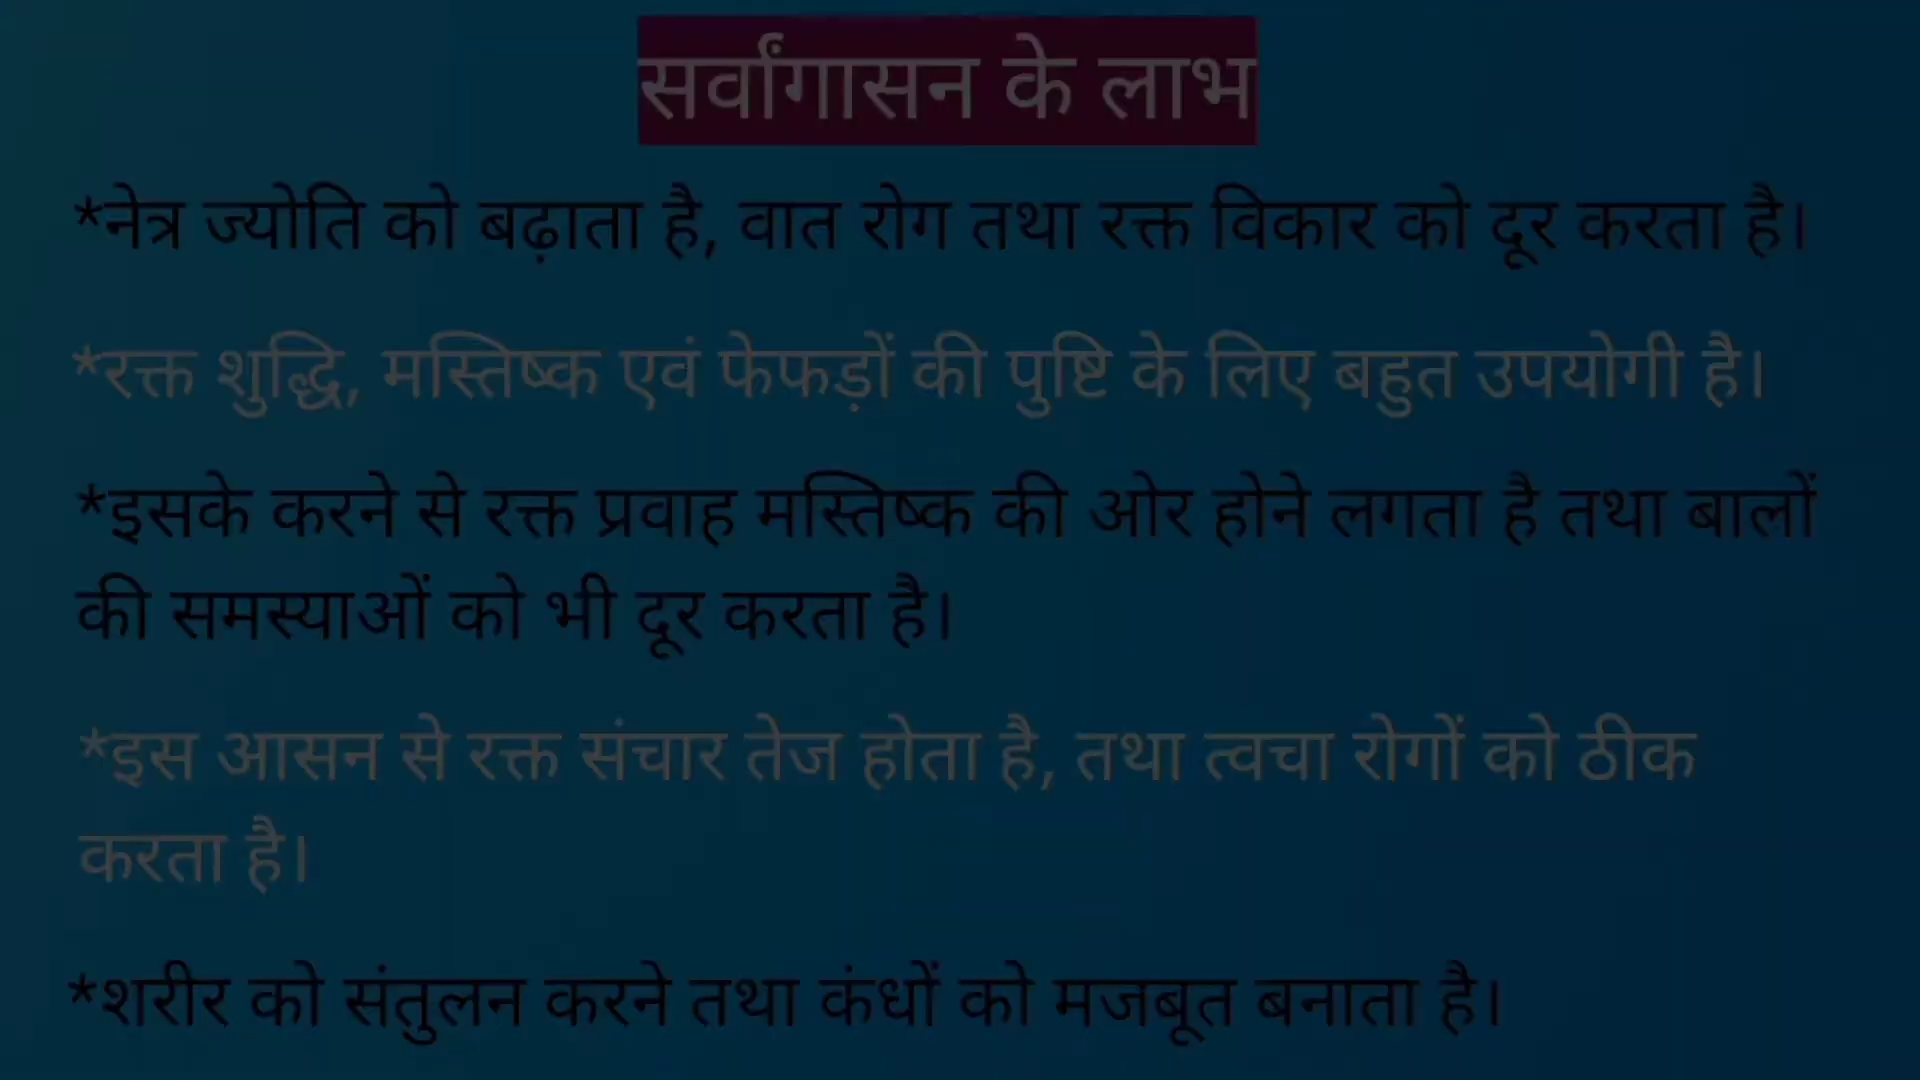 सर्वांगासन के लाभ
*नेत्र ज्योति को बढ़ाता है, वात रोग तथा रक्त विकार को दूर करता है।
*रक्त शुद्धि, मस्तिष्क एवं फेफड़ों की पुष्टि के लिए बहुत उपयोगी है।
*इसके करने से रक्त प्रवाह मस्तिष्क की ओर होने लगता है तथा बालों
की समस्याओं को भी दूर करता है।
*इस आसन से रक्त संचार तेज होता है, तथा त्वचा रोगों को ठीक
करता है।
*शरीर को संतुलन करने तथा कंधों को मजबूत बनाता है।